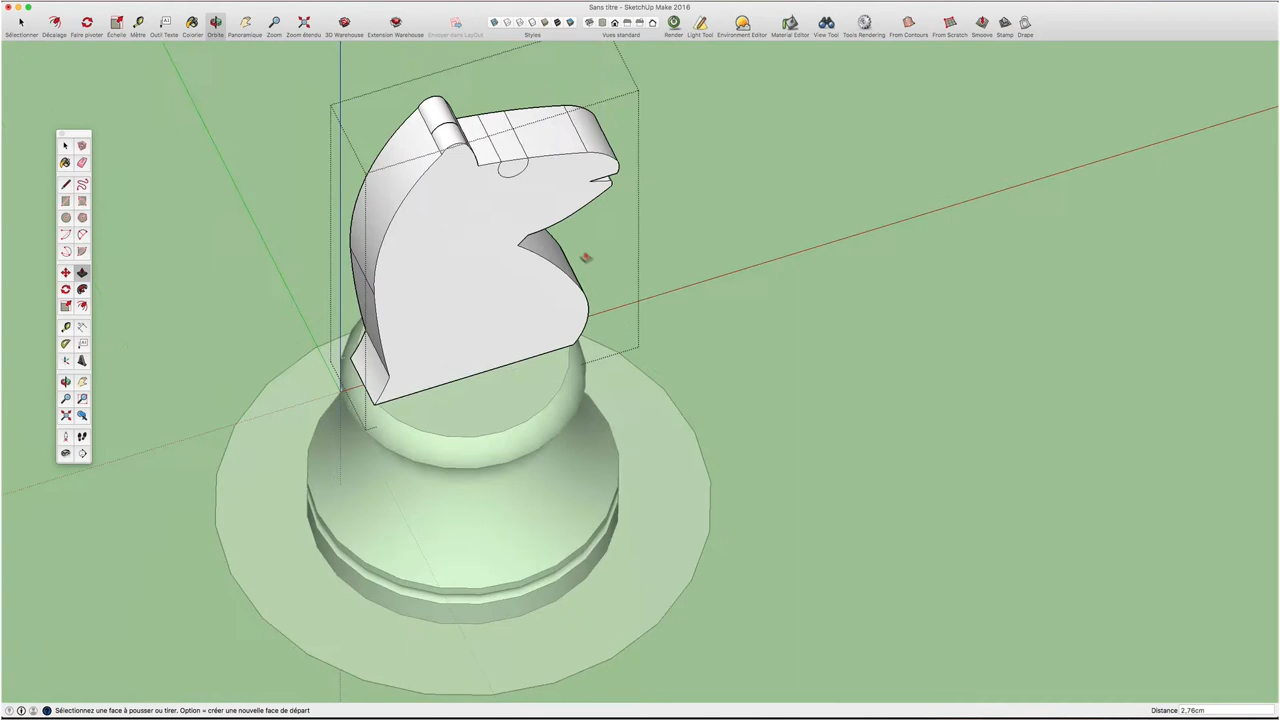 Sans titre - SketchUp Make 2016
Sélectionner Décalage Faire pivoter Échelle Mètre Outil Texte Colorier Orbite Panoramique Zoom Zoom étendu 3D Warehouse Extension Warehouse Envoyer dans LayOut Styles Vues standard Render Light Tool Environment Editor Material Editor View Tool Tools Rendering From Contours From Scratch Smoove Stamp Drape
Sélectionnez une face à pousser ou tirer. Option = créer une nouvelle face de départ Distance 2,76cm